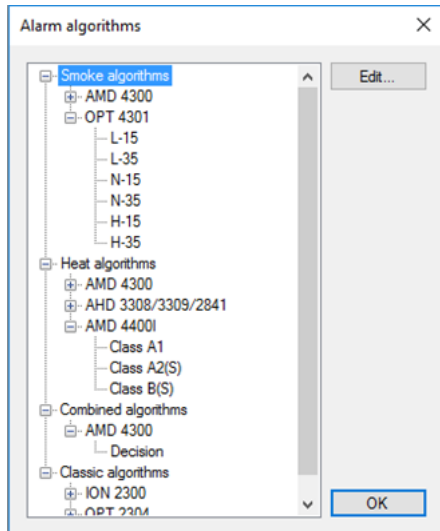 Alarm algorithms
Edit...
Smoke algorithms
AMD 4300
OPT 4301
L-15
L-35
N-15
N-35
H-15
H-35
Heat algorithms
AMD 4300
AHD 3308/3309/2841
AMD 4400I
Class A1
Class A2(S)
Class B(S)
Combined algorithms
AMD 4300
Decision
Classic algorithms
ION 2300
OPT 2304
OK